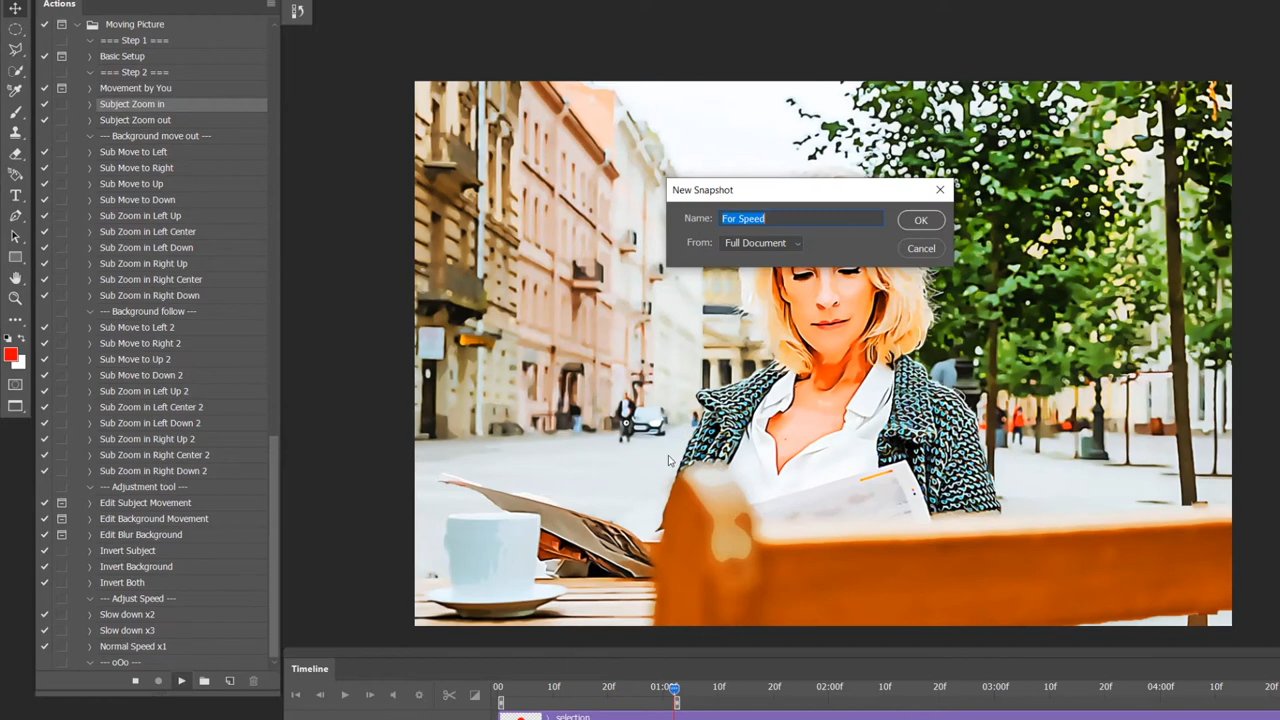 Actions
Moving Picture
=== Step 1 ===
Basic Setup
=== Step 2 ===
Movement by You
Subject Zoom in
Subject Zoom out
--- Background move out ---
Sub Move to Left
Sub Move to Right
Sub Move to Up
Sub Move to Down
Sub Zoom in Left Up
Sub Zoom in Left Center
Sub Zoom in Left Down
Sub Zoom in Right Up
Sub Zoom in Right Center
Sub Zoom in Right Down
--- Background follow ---
Sub Move to Left 2
Sub Move to Right 2
Sub Move to Up 2
Sub Move to Down 2
Sub Zoom in Left Up 2
Sub Zoom in Left Center 2
Sub Zoom in Left Down 2
Sub Zoom in Right Up 2
Sub Zoom in Right Center 2
Sub Zoom in Right Down 2
--- Adjustment tool ---
Edit Subject Movement
Edit Background Movement
Edit Blur Background
Invert Subject
Invert Background
Invert Both
--- Adjust Speed ---
Slow down x2
Slow down x3
Normal Speed x1
--- oOo ---
New Snapshot
Name: For Speed
OK
From: Full Document
Cancel
Timeline
00 10f 20f 01:00f 10f 20f 02:00f 10f 20f 03:00f 10f 20f 04:00f 10f 20f
selection